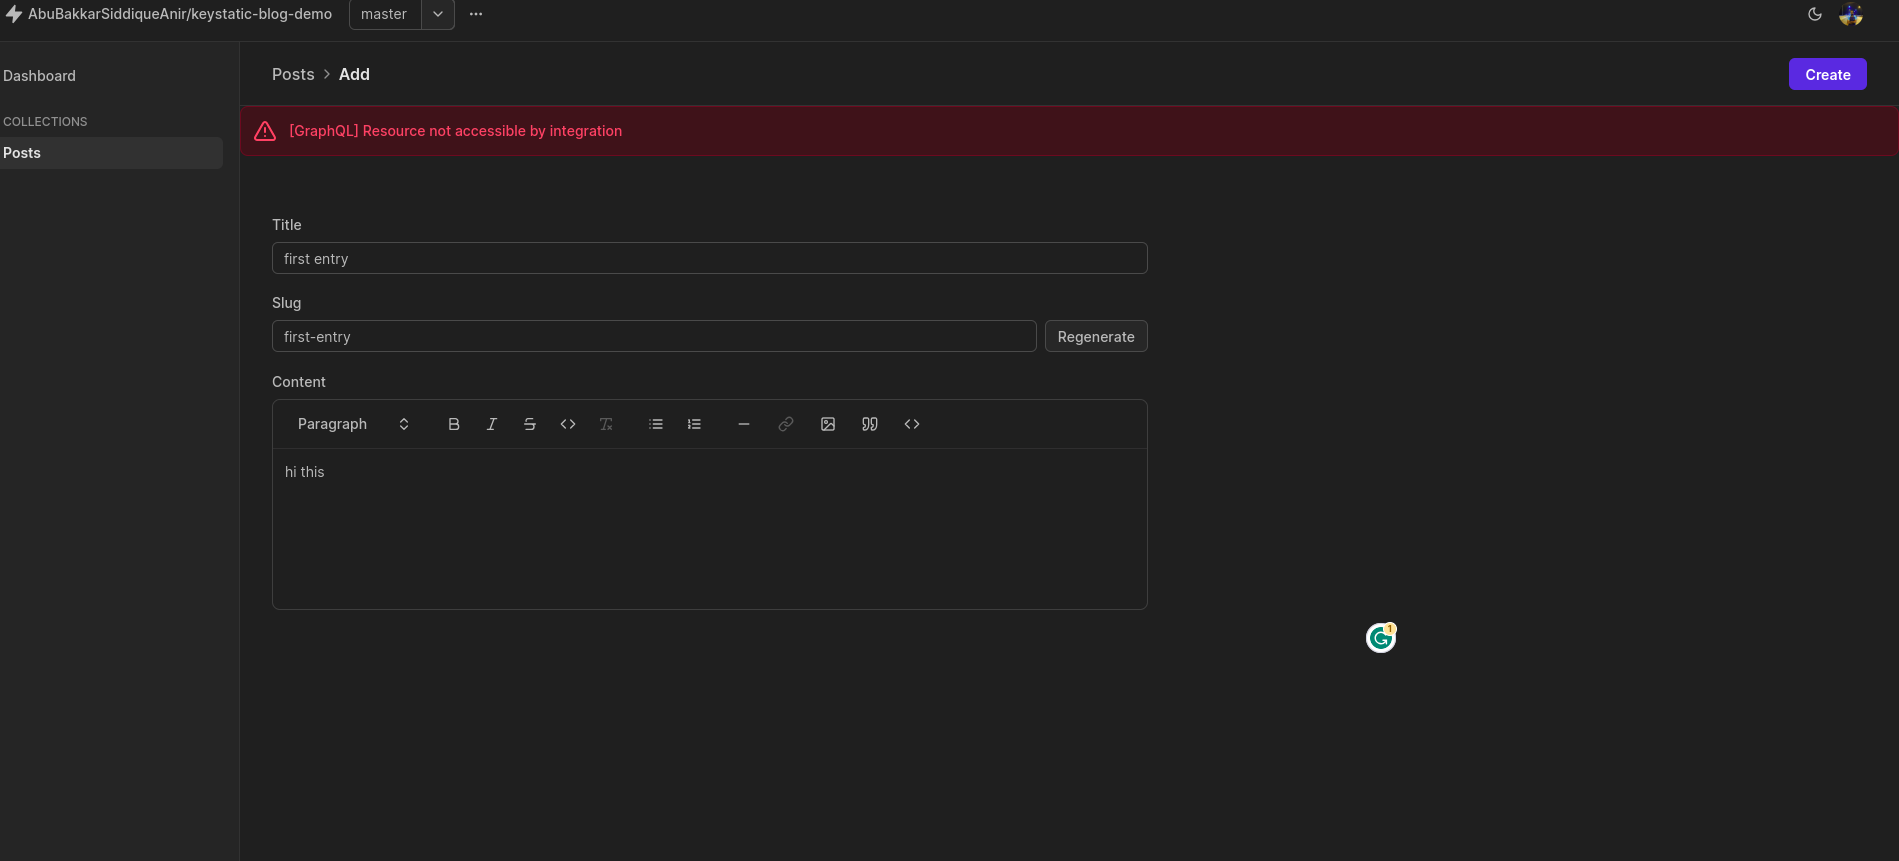 AbuBakkarSiddiqueAnir/keystatic-blog-demo master
Dashboard
COLLECTIONS
Posts
Posts > Add
Create
[GraphQL] Resource not accessible by integration
Title
first entry
Slug
first-entry
Regenerate
Content
Paragraph
hi this
1